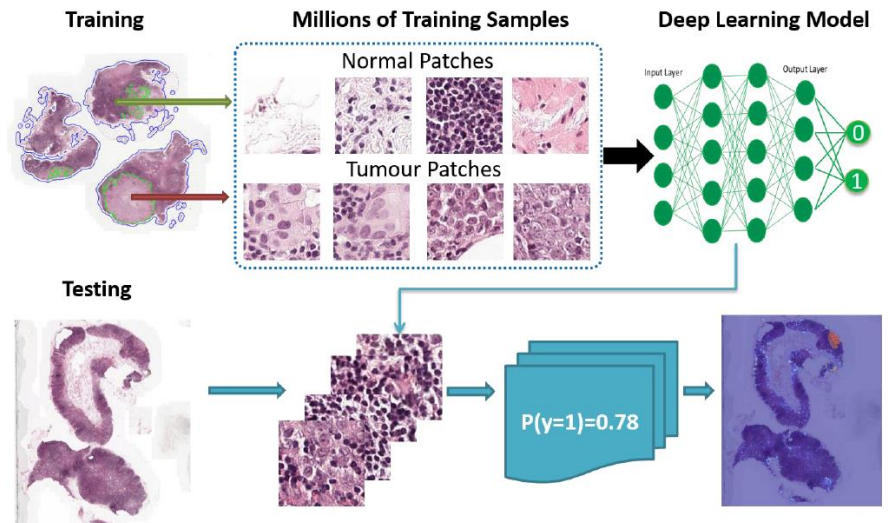 Training
Millions of Training Samples
Deep Learning Model
Normal Patches
Input Layer
Output Layer
0
1
Tumour Patches
Testing
P(y=1)=0.78